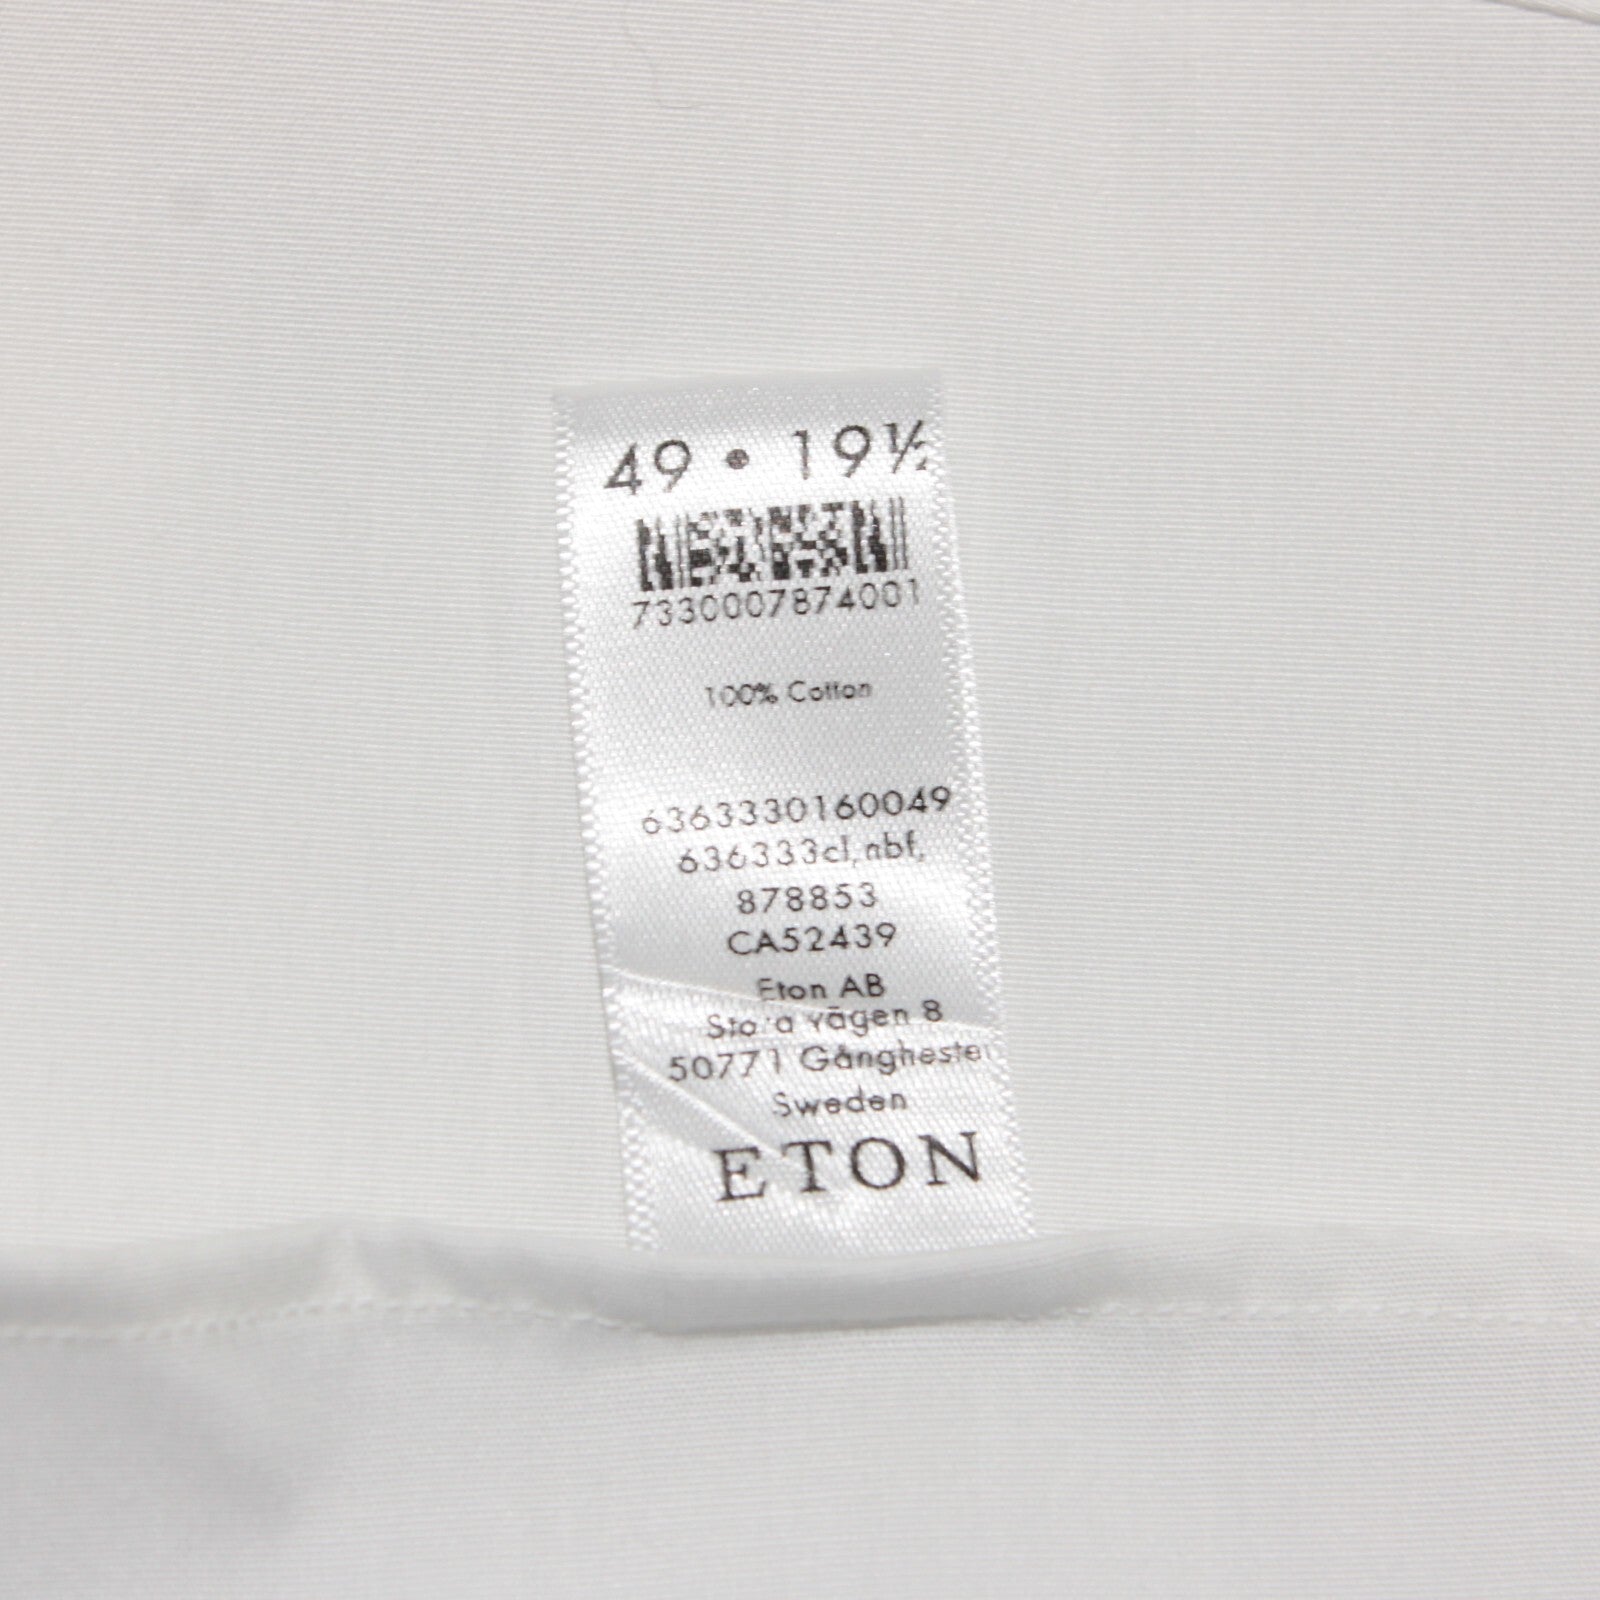 49 • 19½
7330007874001
100% Cotton
6363330160049
636333cl,nbf,
878853
CA52439
Eton AB
Stora vägen 8
50771 Gånghester
Sweden
ETON